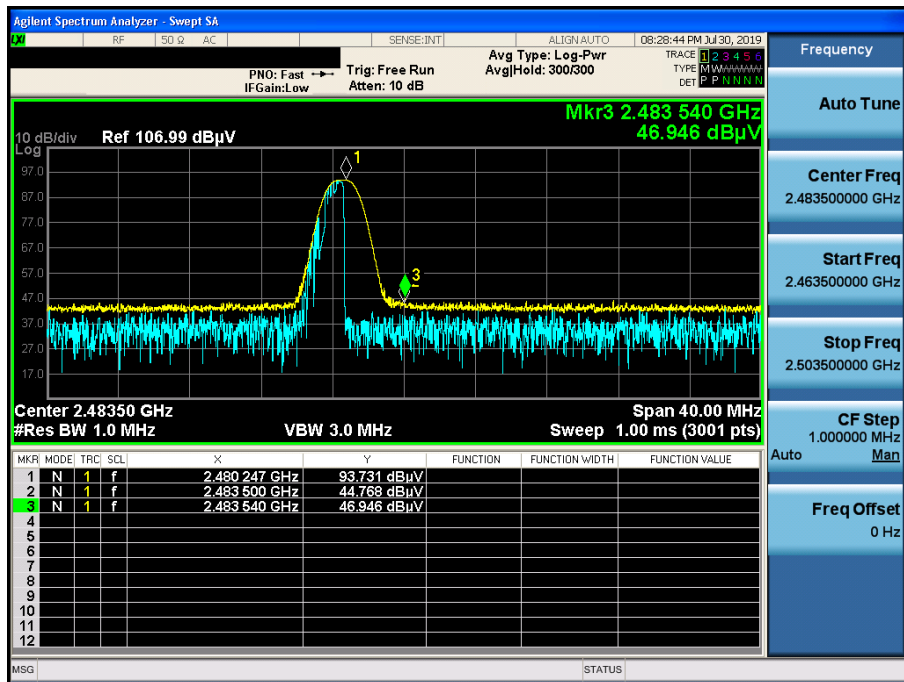 Agilent Spectrum Analyzer - Swept SA
LXI RF 50 Ω AC SENSE:INT ALIGN AUTO 08:28:44 PM Jul 30, 2019
PNO: Fast
IFGain:Low
Trig: Free Run
Atten: 10 dB
Avg Type: Log-Pwr
Avg|Hold: 300/300
TRACE 1 2 3 4 5 6
TYPE MWWWWW
DET P P N N N N
Mkr3 2.483 540 GHz
46.946 dBµV
10 dB/div Ref 106.99 dBµV
Log
97.0
87.0
77.0
67.0
57.0
47.0
37.0
27.0
17.0
1
3
Center 2.48350 GHz Span 40.00 MHz
#Res BW 1.0 MHz VBW 3.0 MHz Sweep 1.00 ms (3001 pts)
MKR MODE TRC SCL X Y FUNCTION FUNCTION WIDTH FUNCTION VALUE
1 N 1 f 2.480 247 GHz 93.731 dBµV
2 N 1 f 2.483 500 GHz 44.768 dBµV
3 N 1 f 2.483 540 GHz 46.946 dBµV
4
5
6
7
8
9
10
11
12
MSG STATUS
Frequency
Auto Tune
Center Freq
2.483500000 GHz
Start Freq
2.463500000 GHz
Stop Freq
2.503500000 GHz
CF Step
1.000000 MHz
Auto Man
Freq Offset
0 Hz